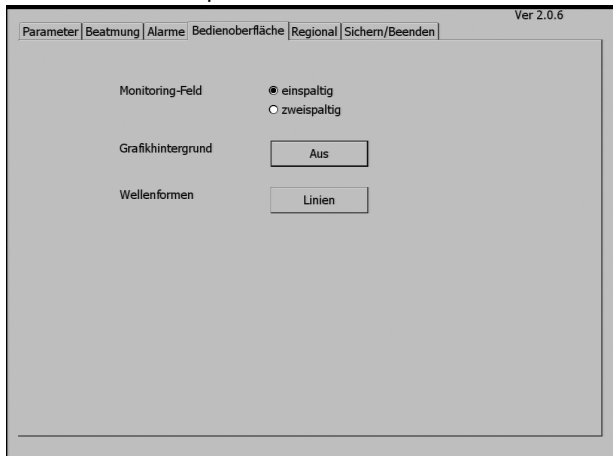 Ver 2.0.6
Parameter Beatmung Alarme Bedienoberfläche Regional Sichern/Beenden
Monitoring-Feld einspaltig
zweispaltig
Grafikhintergrund Aus
Wellenformen Linien